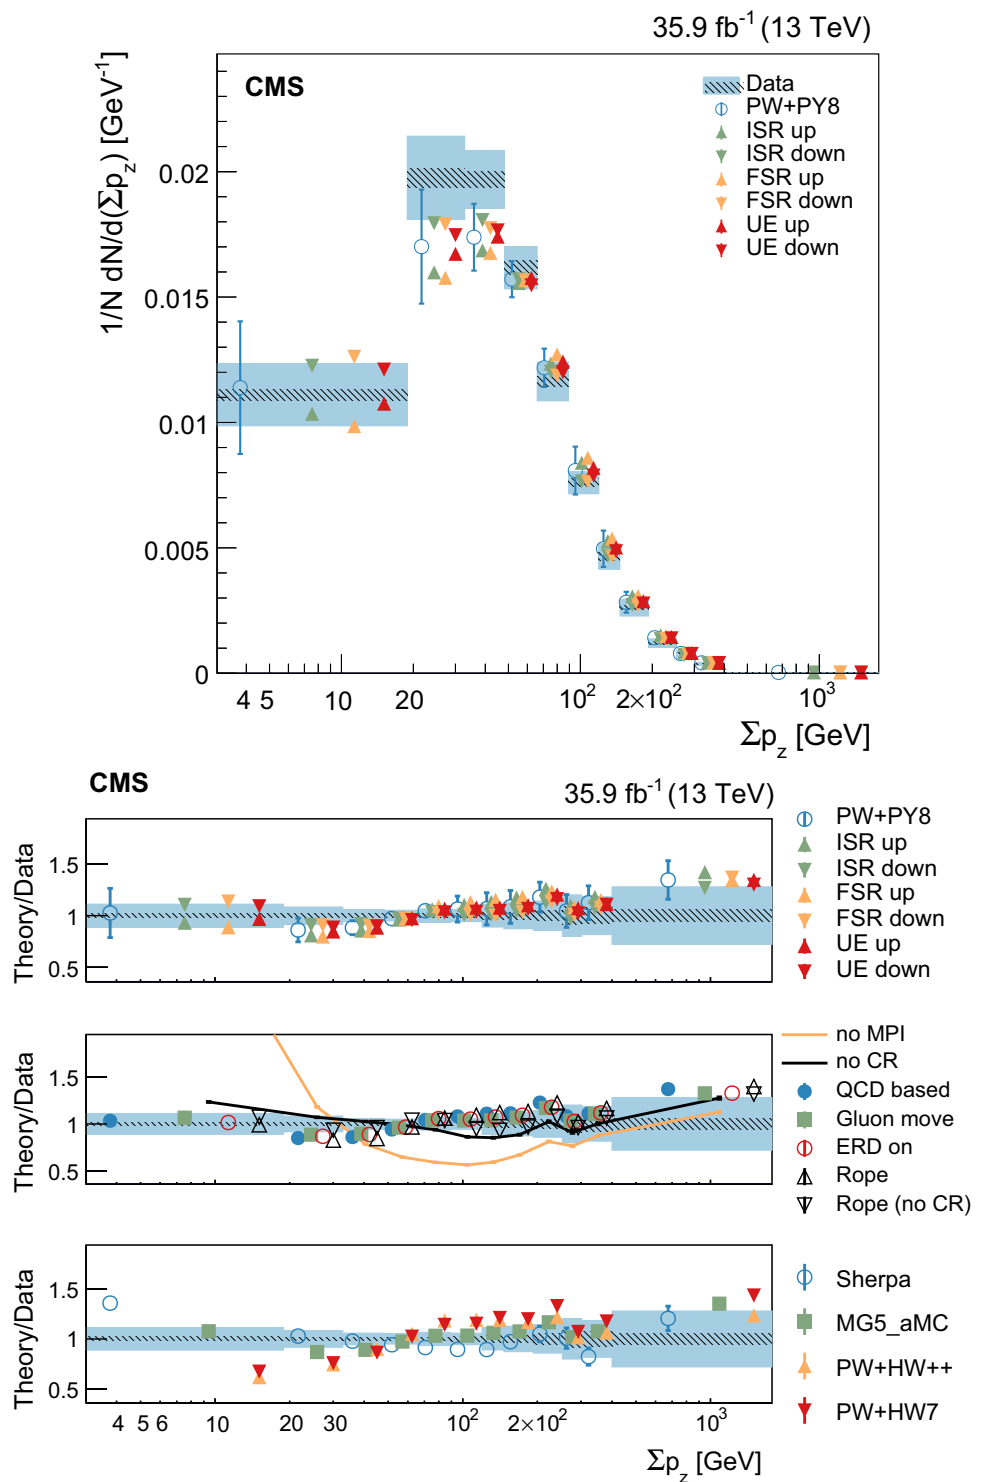 35.9 fb⁻¹ (13 TeV)
CMS
1/N dN/d(Σp_z) [GeV⁻¹]
Data
PW+PY8
ISR up
ISR down
FSR up
FSR down
UE up
UE down
0.02
0.015
0.01
0.005
0
4 5 10 20 10² 2×10² 10³
Σp_z [GeV]
CMS
35.9 fb⁻¹ (13 TeV)
Theory/Data
1.5
1
0.5
PW+PY8
ISR up
ISR down
FSR up
FSR down
UE up
UE down
Theory/Data
1.5
1
0.5
no MPI
no CR
QCD based
Gluon move
ERD on
Rope
Rope (no CR)
Theory/Data
1.5
1
0.5
Sherpa
MG5_aMC
PW+HW++
PW+HW7
4 5 6 10 20 30 10² 2×10² 10³
Σp_z [GeV]